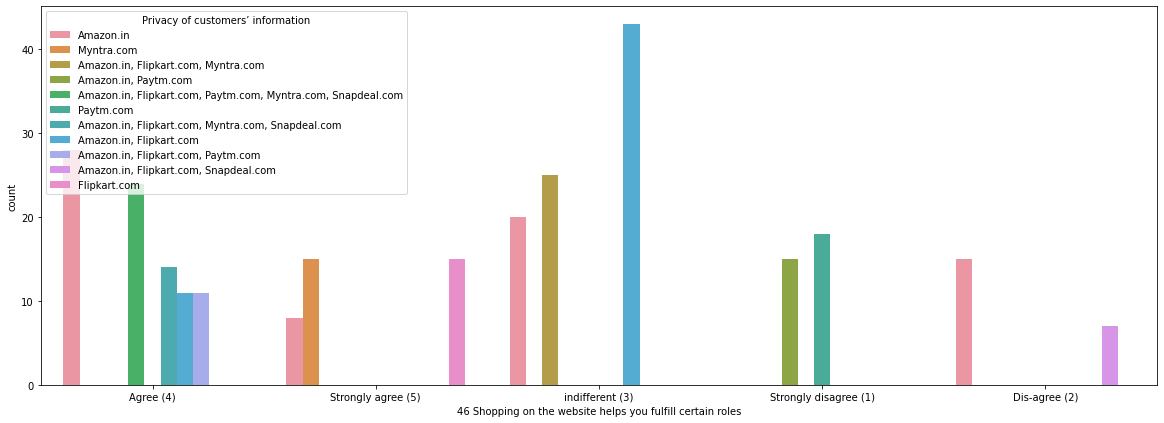 Privacy of customers’ information
Amazon.in
Myntra.com
Amazon.in, Flipkart.com, Myntra.com
Amazon.in, Paytm.com
Amazon.in, Flipkart.com, Paytm.com, Myntra.com, Snapdeal.com
Paytm.com
Amazon.in, Flipkart.com, Myntra.com, Snapdeal.com
Amazon.in, Flipkart.com
Amazon.in, Flipkart.com, Paytm.com
Amazon.in, Flipkart.com, Snapdeal.com
Flipkart.com
count
40
30
20
10
0
Agree (4) Strongly agree (5) indifferent (3) Strongly disagree (1) Dis-agree (2)
46 Shopping on the website helps you fulfill certain roles